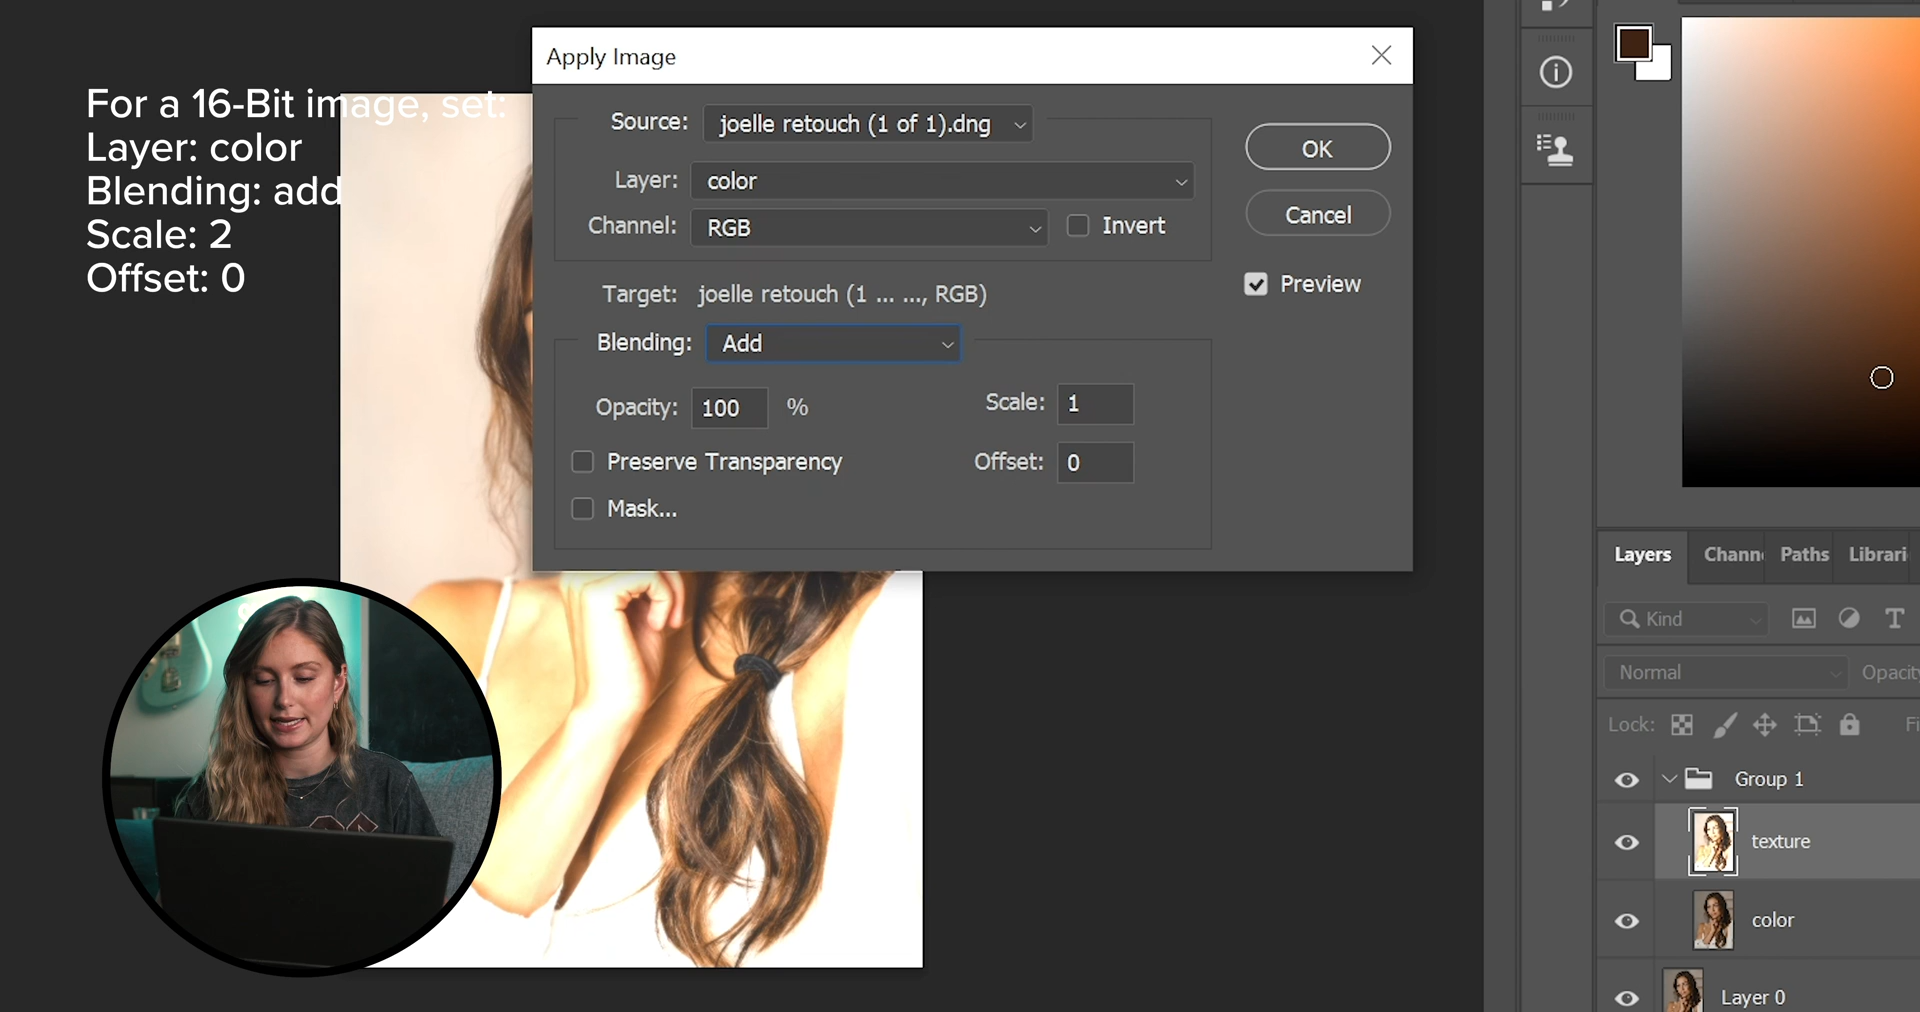 For a 16-Bit image, set:
Layer: color
Blending: add
Scale: 2
Offset: 0
Apply Image
Source: joelle retouch (1 of 1).dng
Layer: color
Channel: RGB
Invert
Target: joelle retouch (1 ... ..., RGB)
Blending: Add
Opacity: 100 %
Scale: 1
Preserve Transparency
Offset: 0
Mask...
OK
Cancel
Preview
Layers Chann Paths Librari
Kind
Normal Opacity
Lock: Fi
Group 1
texture
color
Layer 0